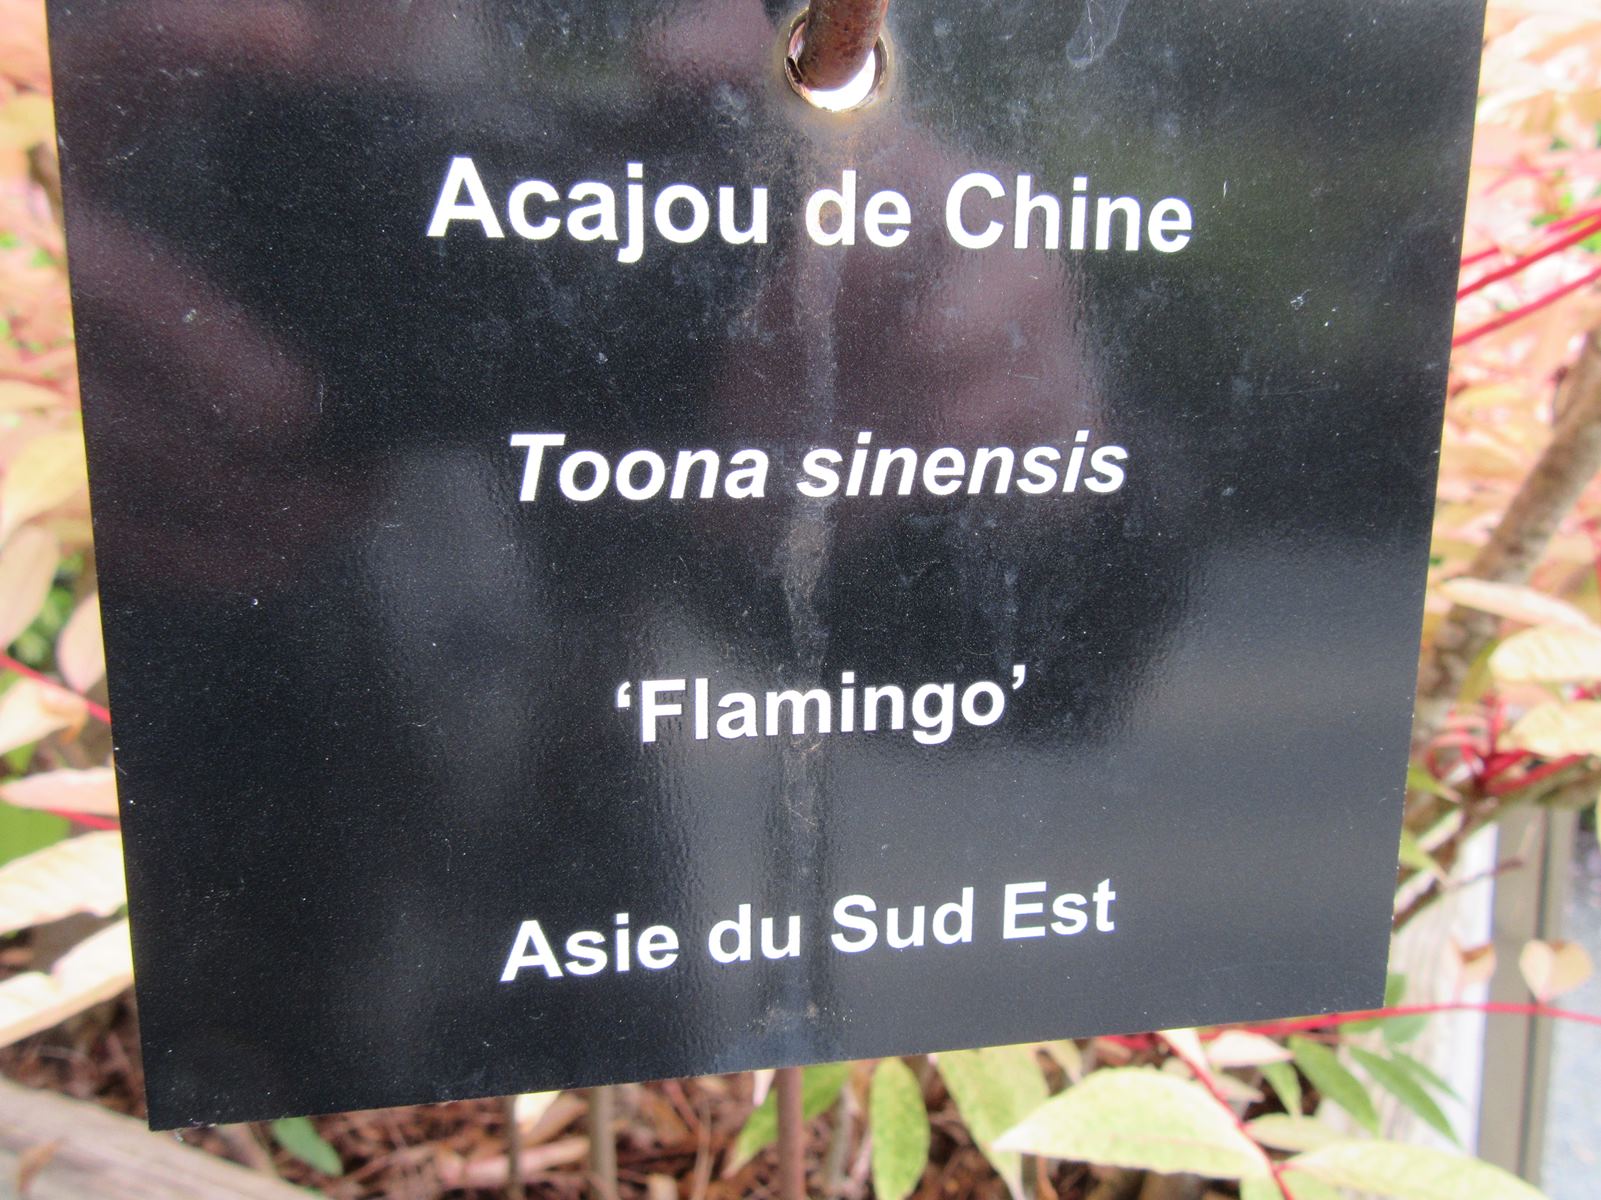 Acajou de Chine
Toona sinensis
‘Flamingo’
Asie du Sud Est